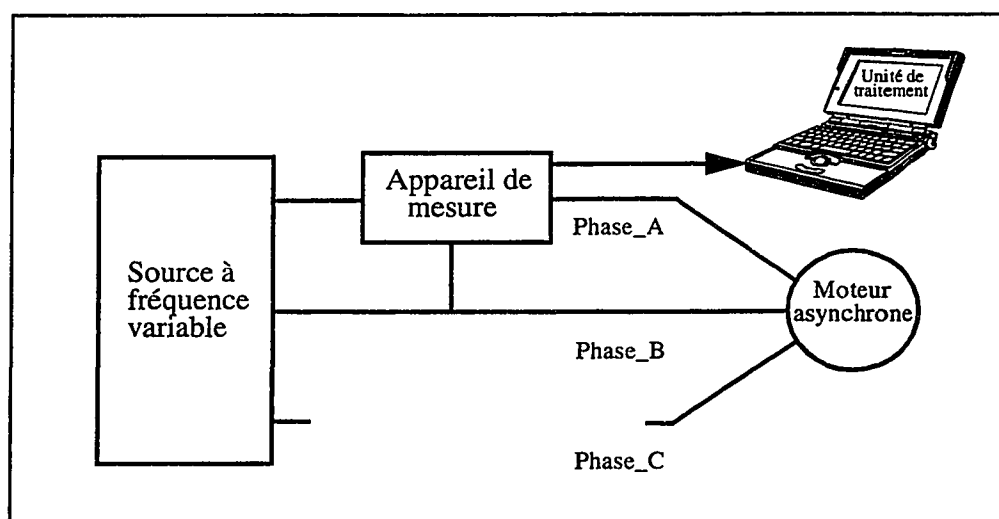 Unité de
traitement
Appareil de
mesure
Phase_A
Source à
fréquence
variable
Moteur
asynchrone
Phase_B
Phase_C